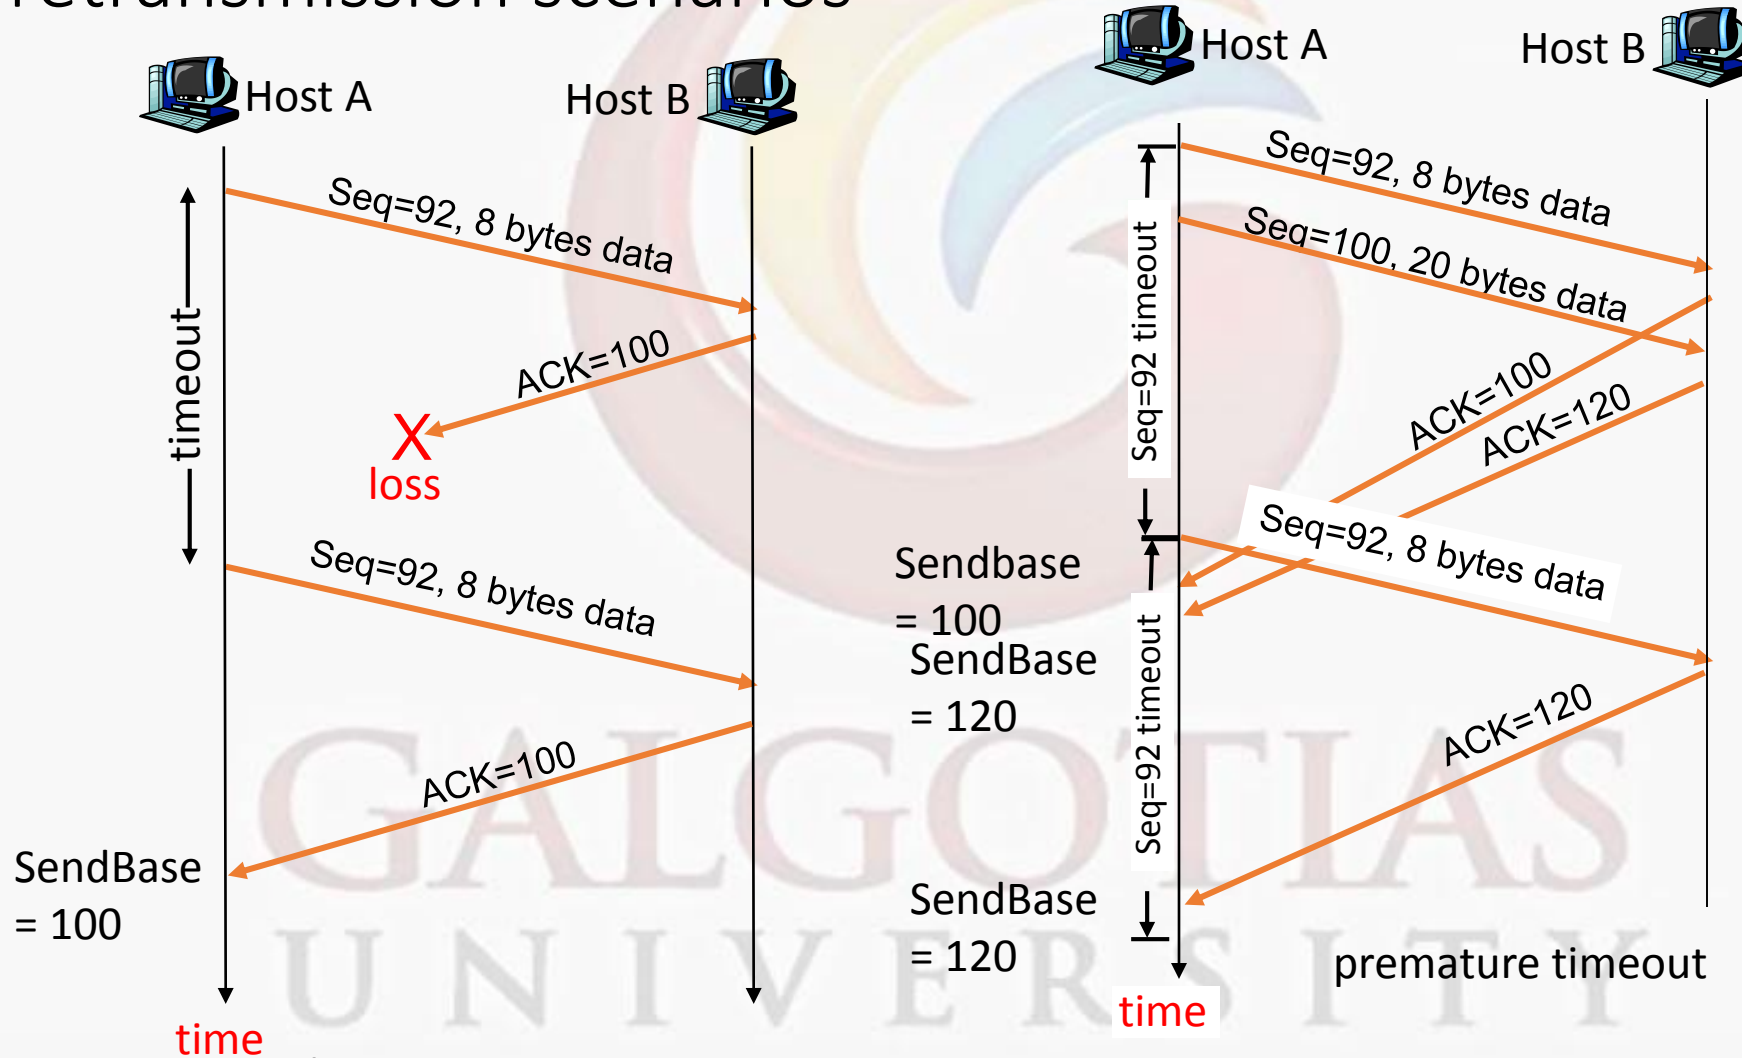 retransmission scenarios
Host A
Host B
Seq=92, 8 bytes data
timeout
ACK=100
X
loss
Seq=92, 8 bytes data
ACK=100
SendBase
= 100
time
Host A
Host B
Seq=92, 8 bytes data
Seq=100, 20 bytes data
Seq=92 timeout
ACK=100
ACK=120
Seq=92, 8 bytes data
Sendbase
= 100
SendBase
= 120
Seq=92 timeout
ACK=120
SendBase
= 120
premature timeout
time
GALGOTIAS
UNIVERSITY